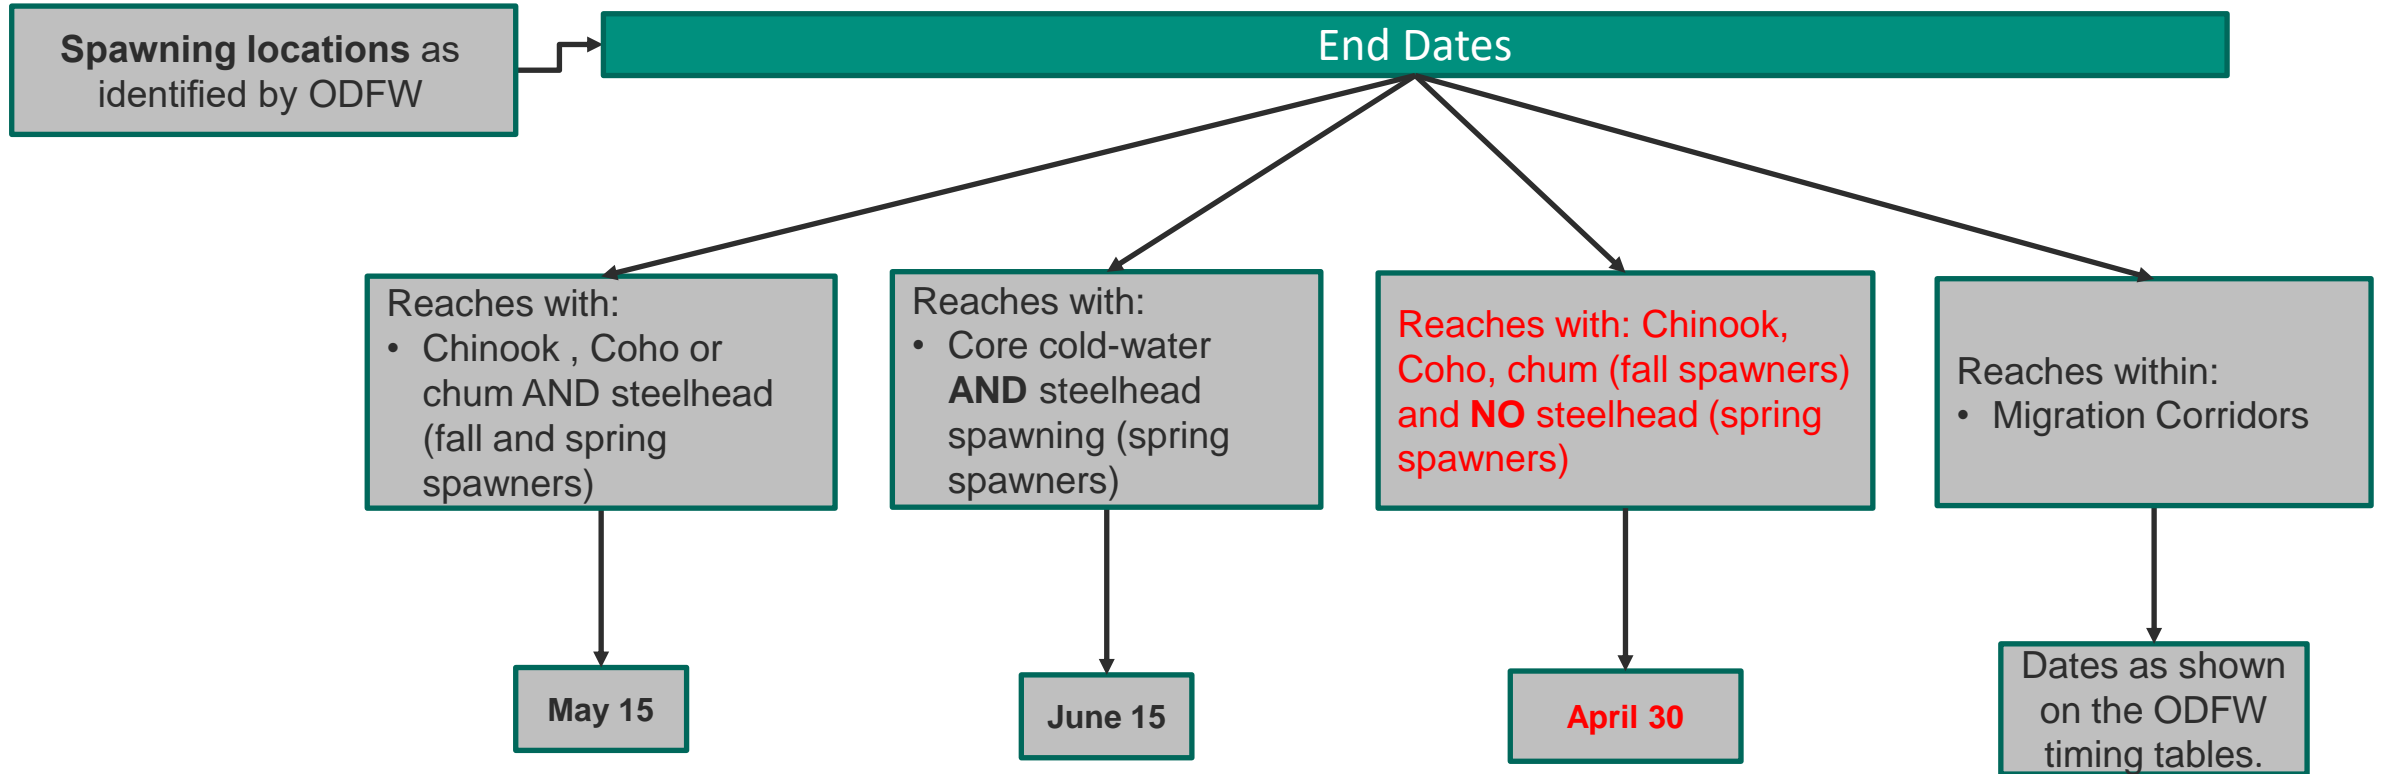 Spawning locations as
identified by ODFW
End Dates
Reaches with:
• Chinook , Coho or
chum AND steelhead
(fall and spring
spawners)
Reaches with:
• Core cold-water
AND steelhead
spawning (spring
spawners)
Reaches with: Chinook,
Coho, chum (fall spawners)
and NO steelhead (spring
spawners)
Reaches within:
• Migration Corridors
May 15
June 15
April 30
Dates as shown
on the ODFW
timing tables.